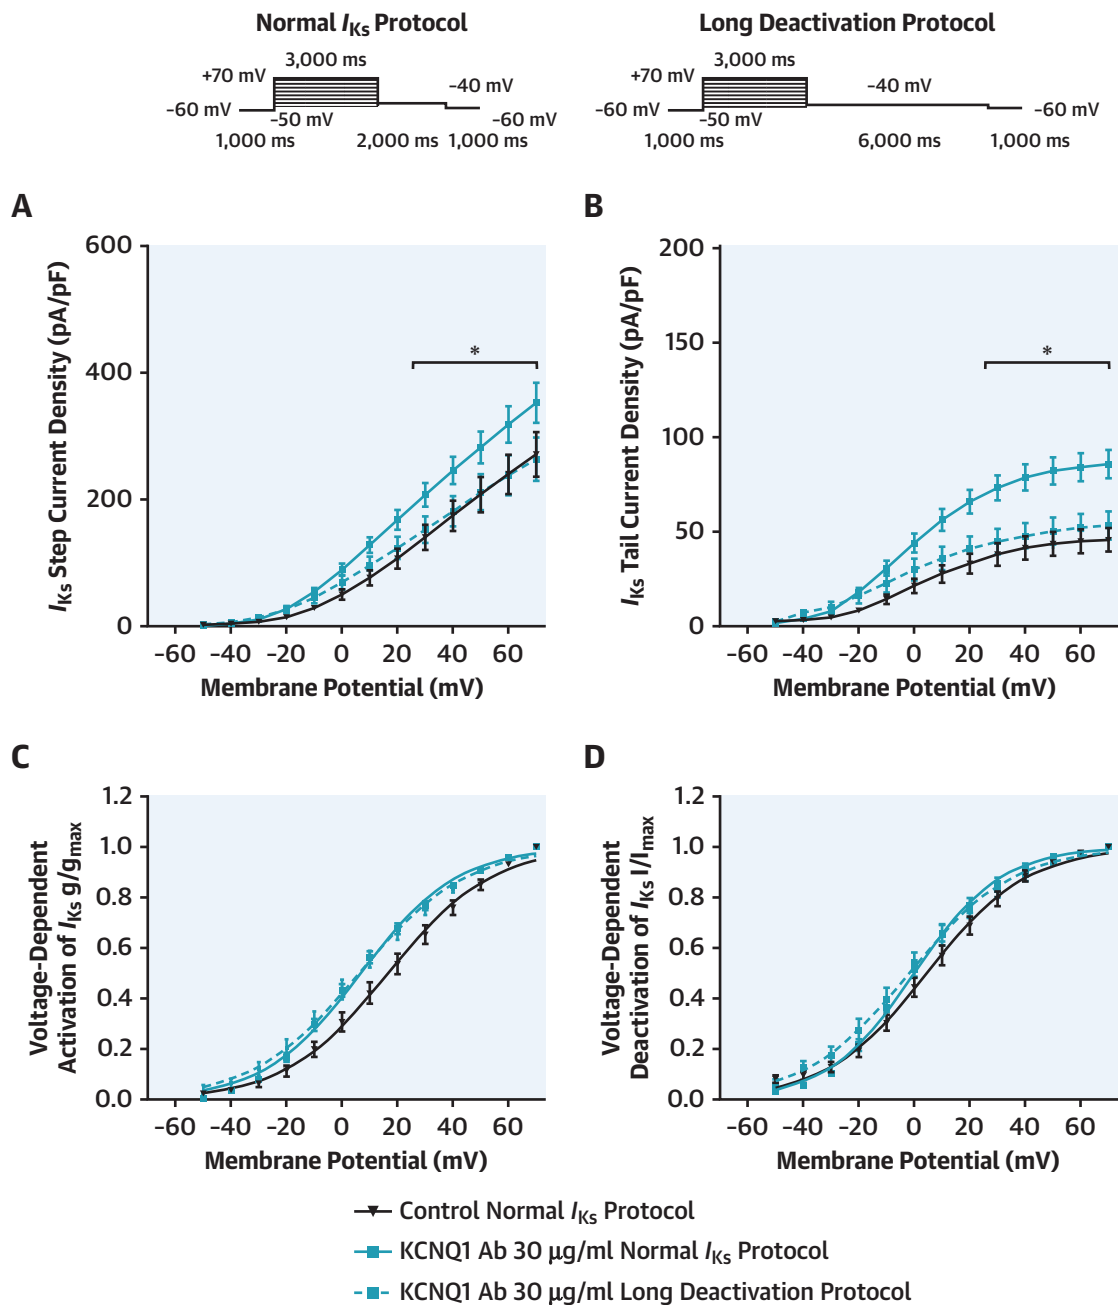 Normal IKs Protocol
3,000 ms
+70 mV
−40 mV
−60 mV
−50 mV
−60 mV
1,000 ms
2,000 ms
1,000 ms
Long Deactivation Protocol
3,000 ms
+70 mV
−40 mV
−60 mV
−50 mV
−60 mV
1,000 ms
6,000 ms
1,000 ms
A
IKs Step Current Density (pA/pF)
600
400
200
0
*
−60 −40 −20 0 20 40 60
Membrane Potential (mV)
B
IKs Tail Current Density (pA/pF)
200
150
100
50
0
*
−60 −40 −20 0 20 40 60
Membrane Potential (mV)
C
Voltage-Dependent
Activation of IKs g/gmax
1.2
1.0
0.8
0.6
0.4
0.2
0.0
−60 −40 −20 0 20 40 60
Membrane Potential (mV)
D
Voltage-Dependent
Deactivation of IKs I/Imax
1.2
1.0
0.8
0.6
0.4
0.2
0.0
−60 −40 −20 0 20 40 60
Membrane Potential (mV)
Control Normal IKs Protocol
KCNQ1 Ab 30 μg/ml Normal IKs Protocol
KCNQ1 Ab 30 μg/ml Long Deactivation Protocol